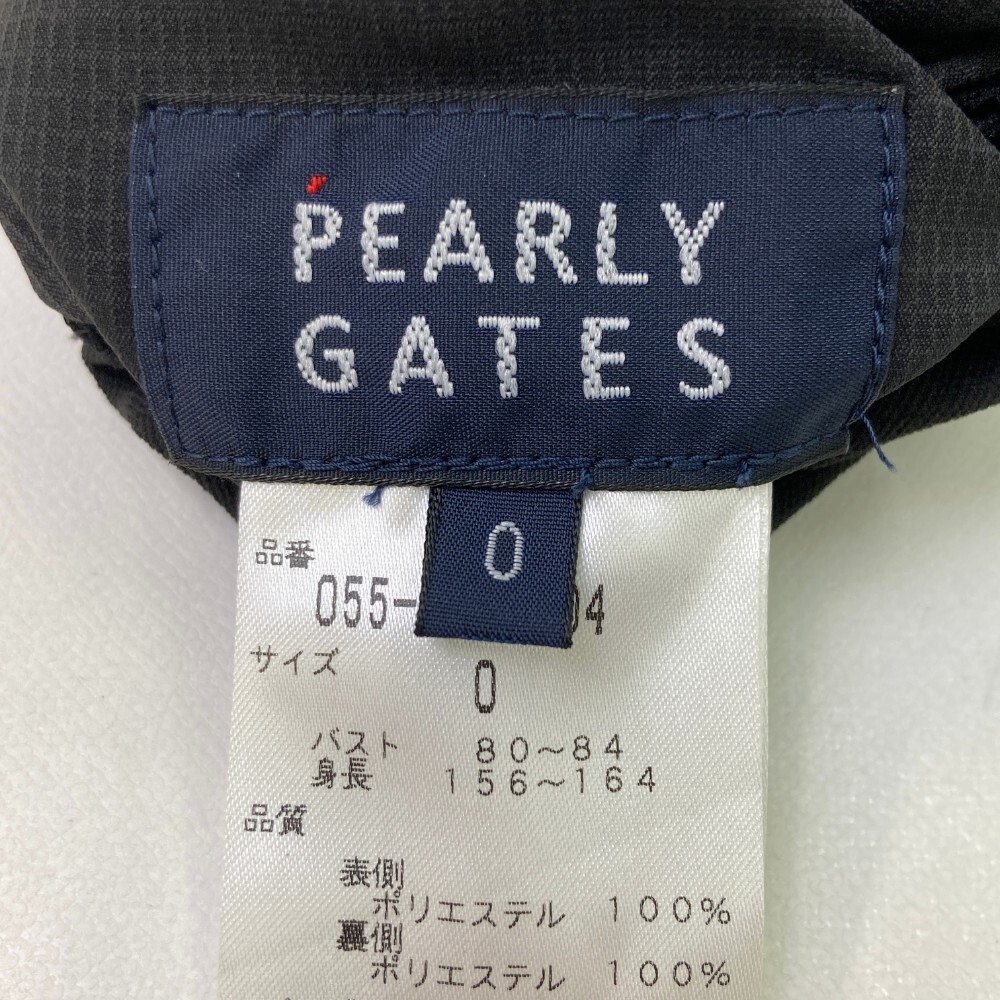 PEARLY
GATES
0
品番
055-
04
サイズ
0
バスト 80～84
身長 156～164
品質
表側
ポリエステル 100%
裏側
ポリエステル 100%